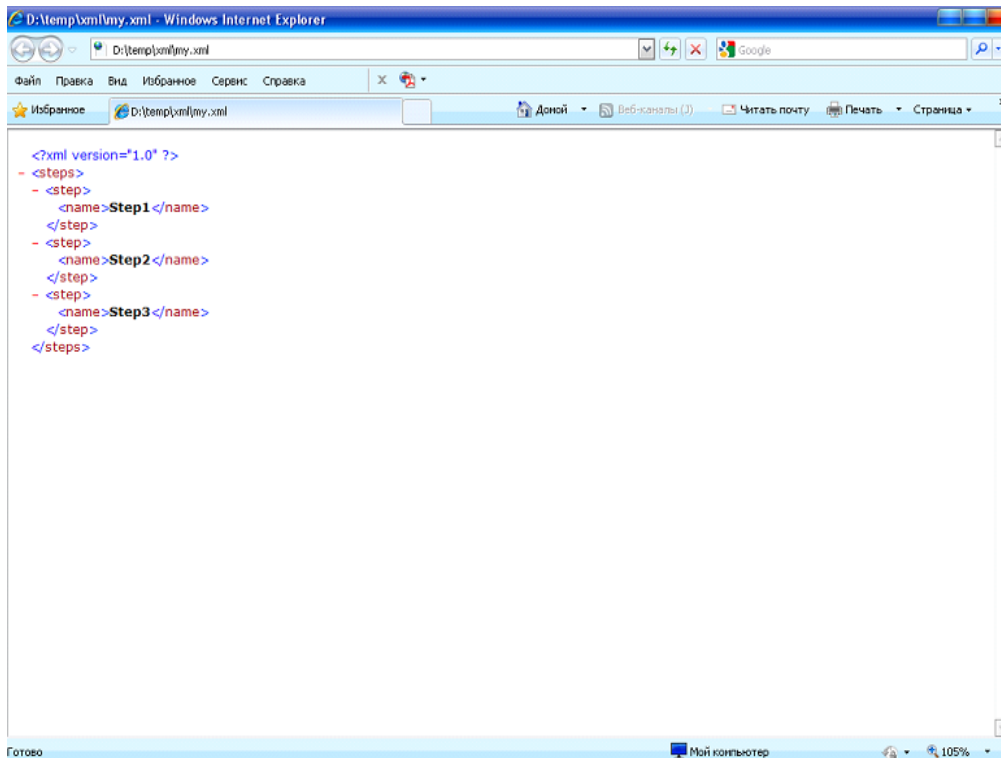 D:\temp\xml\my.xml - Windows Internet Explorer
D:\temp\xml\my.xml
Google
Файл Правка Вид Избранное Сервис Справка
Избранное D:\temp\xml\my.xml Домой Веб-каналы (J) Читать почту Печать Страница
<?xml version="1.0" ?>
- <steps>
- <step>
<name>Step1</name>
</step>
- <step>
<name>Step2</name>
</step>
- <step>
<name>Step3</name>
</step>
</steps>
Готово Мой компьютер 105%